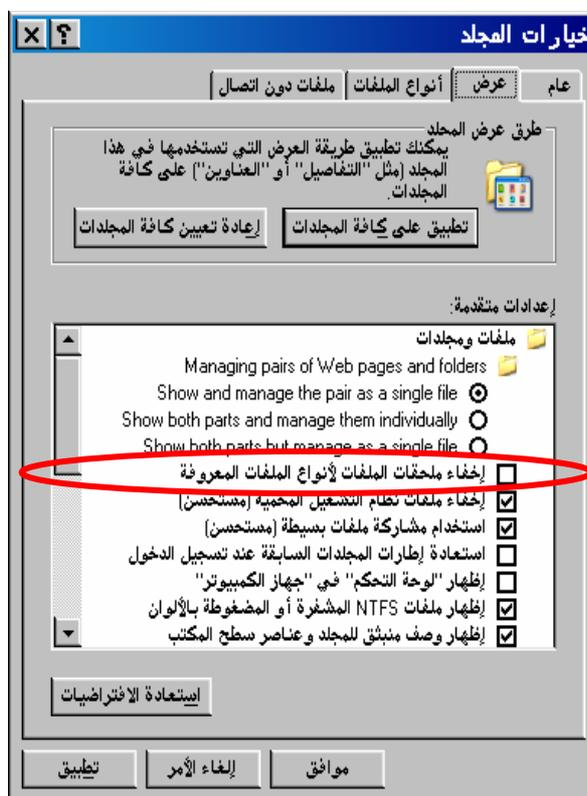 خيارات المجلد
عام
عرض
أنواع الملفات
ملفات دون اتصال
طرق عرض المجلد
يمكنك تطبيق طريقة العرض التي تستخدمها في هذا
المجلد (مثل "التفاصيل" أو "العناوين") على كافة
المجلدات.
تطبيق على كافة المجلدات
إعادة تعيين كافة المجلدات
إعدادات متقدمة:
ملفات ومجلدات
Managing pairs of Web pages and folders
Show and manage the pair as a single file
Show both parts and manage them individually
Show both parts but manage as a single file
إخفاء ملحقات الملفات لأنواع الملفات المعروفة
إخفاء ملفات نظام التشغيل المحمية (مستحسن)
استخدام مشاركة ملفات بسيطة (مستحسن)
استعادة إطارات المجلدات السابقة عند تسجيل الدخول
إظهار "لوحة التحكم" في "جهاز الكمبيوتر"
إظهار ملفات NTFS المشفرة أو المضغوطة بالألوان
إظهار وصف منبثق للمجلد وعناصر سطح المكتب
استعادة الافتراضيات
موافق
إلغاء الأمر
تطبيق